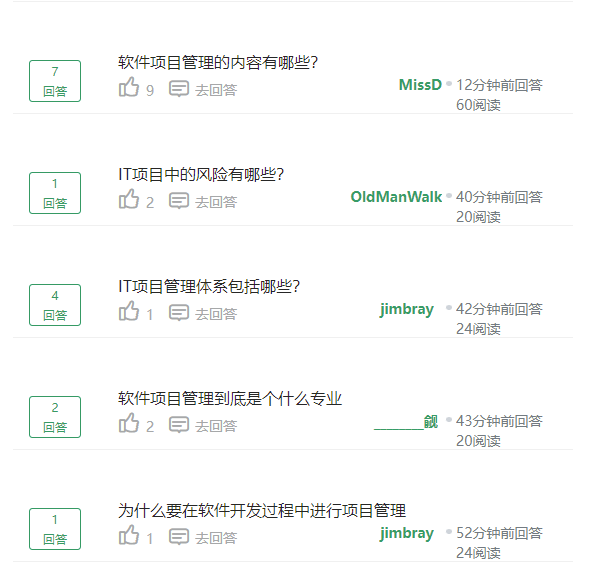 7
回答
软件项目管理的内容有哪些?
9 去回答
MissD 12分钟前回答
60阅读
1
回答
IT项目中的风险有哪些?
2 去回答
OldManWalk 40分钟前回答
20阅读
4
回答
IT项目管理体系包括哪些?
1 去回答
jimbray 42分钟前回答
24阅读
2
回答
软件项目管理到底是个什么专业
2 去回答
________觎 43分钟前回答
20阅读
1
回答
为什么要在软件开发过程中进行项目管理
1 去回答
jimbray 52分钟前回答
24阅读